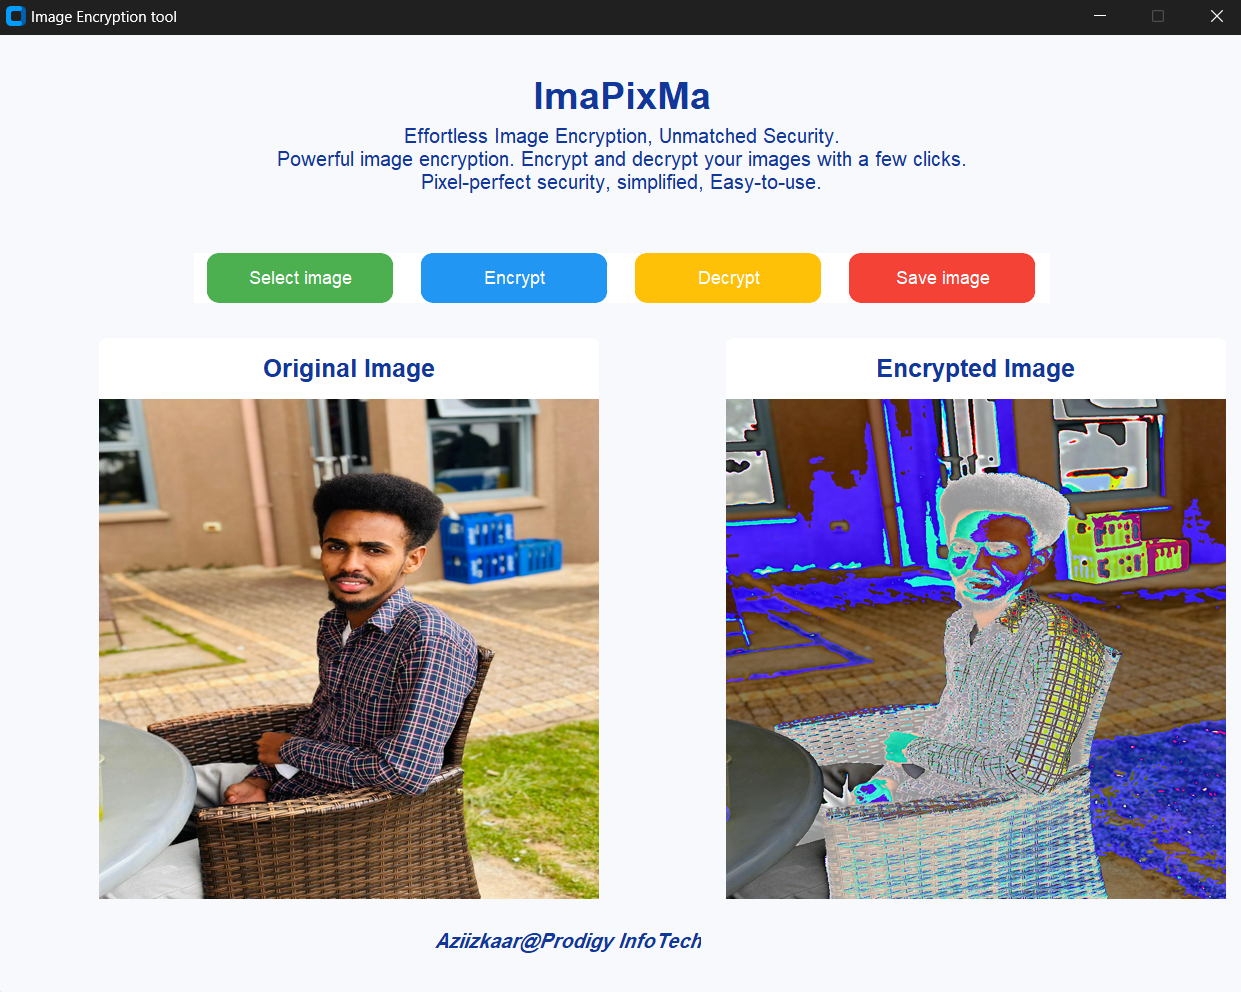 Image Encryption tool
ImaPixMa
Effortless Image Encryption, Unmatched Security.
Powerful image encryption. Encrypt and decrypt your images with a few clicks.
Pixel-perfect security, simplified, Easy-to-use.
Select image
Encrypt
Decrypt
Save image
Original Image
Encrypted Image
Aziizkaar@Prodigy InfoTech